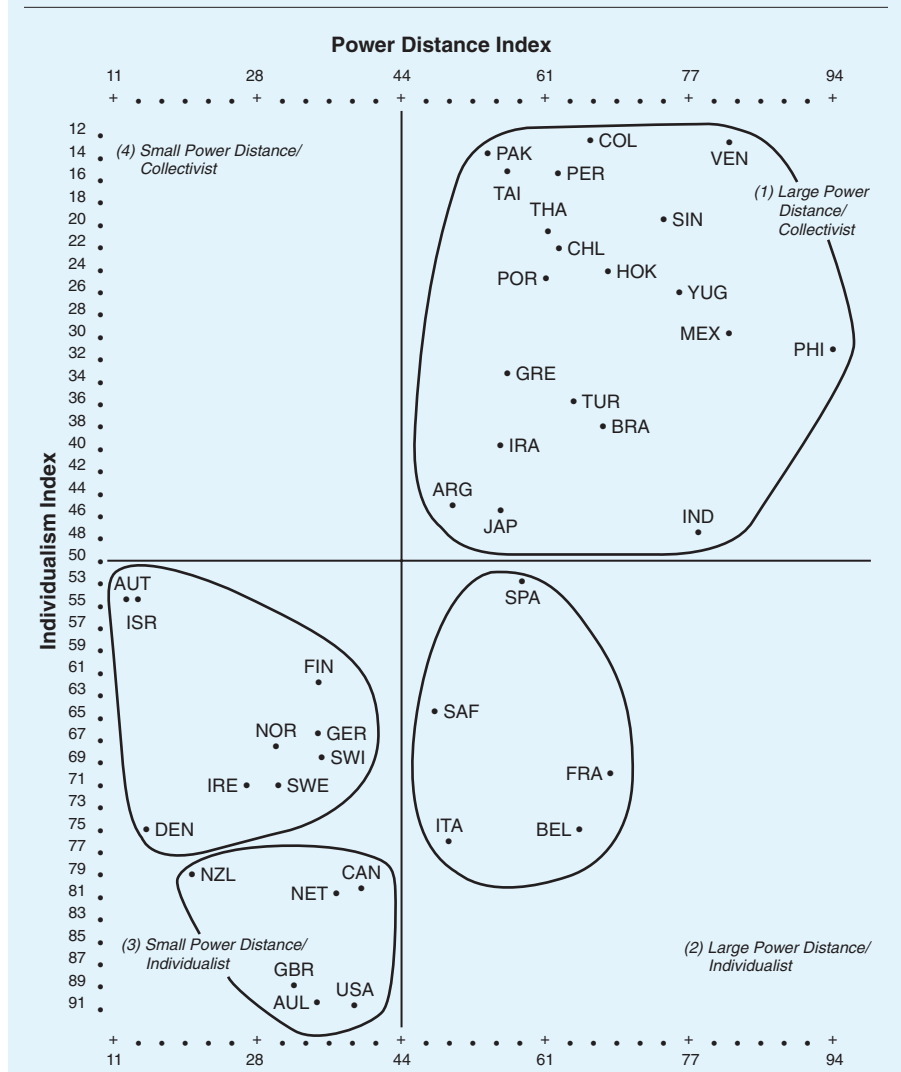 Power Distance Index
11 28 44 61 77 94
12
14
16
18
20
22
24
26
28
30
32
34
36
38
40
42
44
46
48
50
53
55
57
59
61
63
65
67
69
71
73
75
77
79
81
83
85
87
89
91
Individualism Index
(4) Small Power Distance/
Collectivist
(1) Large Power
Distance/
Collectivist
COL
PAK
VEN
PER
TAI
THA
SIN
CHL
HOK
POR
YUG
MEX
PHI
GRE
TUR
BRA
IRA
ARG
JAP
IND
AUT
ISR
FIN
NOR
GER
SWI
IRE
SWE
DEN
SPA
SAF
FRA
ITA
BEL
NZL
CAN
NET
(3) Small Power Distance/
Individualist
GBR
AUL
USA
(2) Large Power Distance/
Individualist
11 28 44 61 77 94